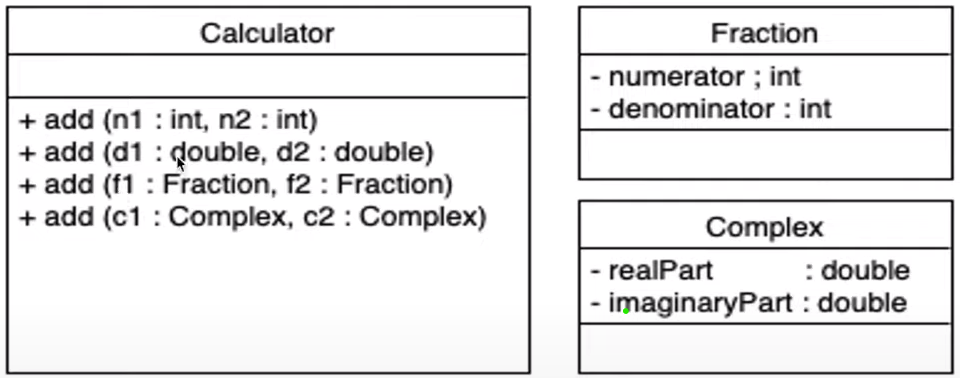 Calculator
+ add (n1 : int, n2 : int)
+ add (d1 : double, d2 : double)
+ add (f1 : Fraction, f2 : Fraction)
+ add (c1 : Complex, c2 : Complex)
Fraction
- numerator ; int
- denominator : int
Complex
- realPart : double
- imaginaryPart : double